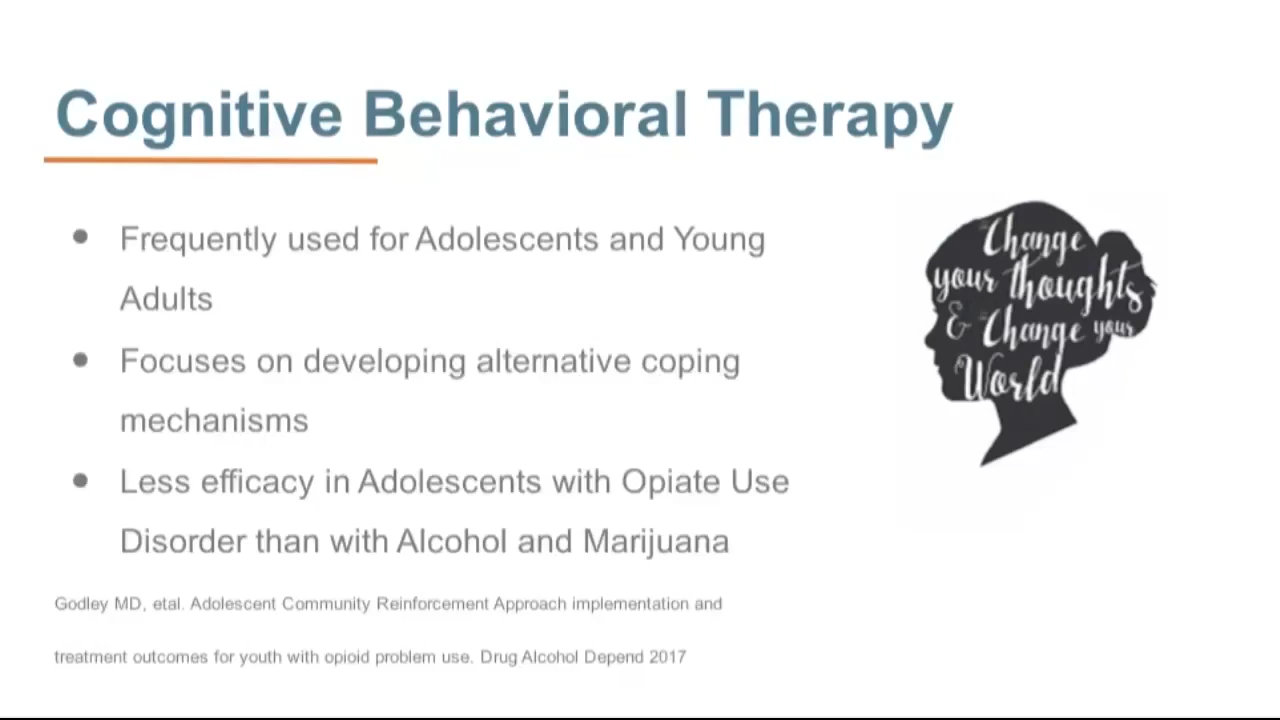 Cognitive Behavioral Therapy
• Frequently used for Adolescents and Young
Adults
• Focuses on developing alternative coping
mechanisms
• Less efficacy in Adolescents with Opiate Use
Disorder than with Alcohol and Marijuana
Godley MD, etal. Adolescent Community Reinforcement Approach implementation and
treatment outcomes for youth with opioid problem use. Drug Alcohol Depend 2017
Change
your thoughts
& Change your
World